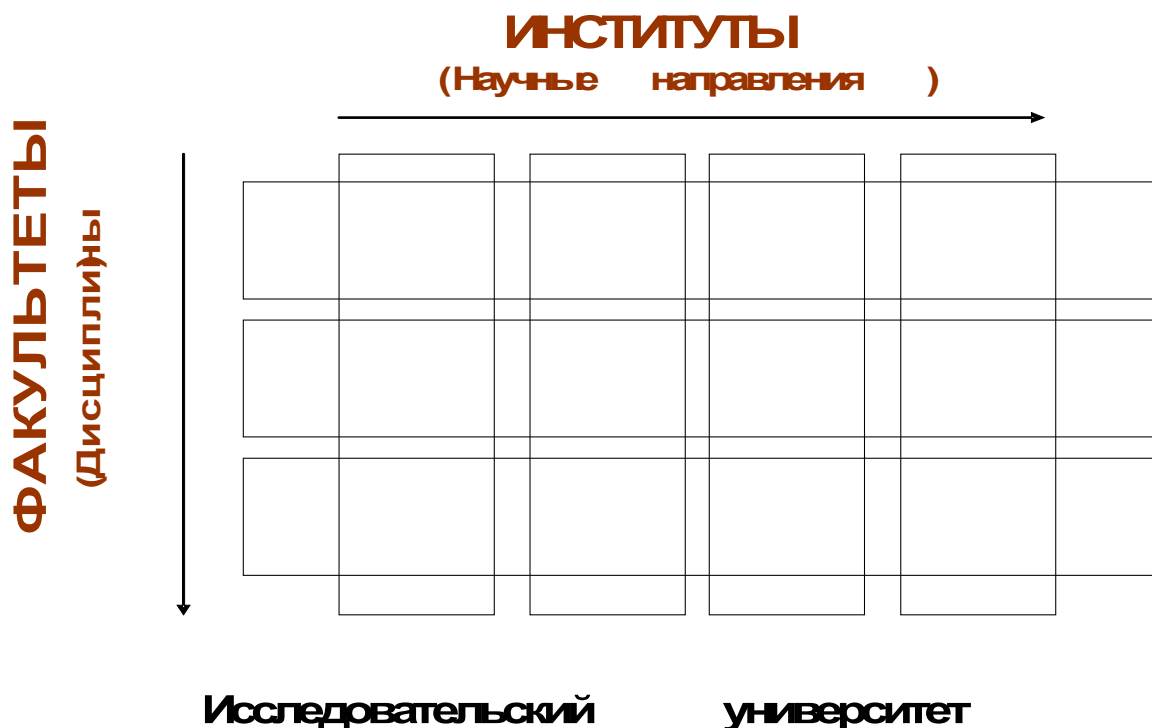 ИНСТИТУТЫ
(Научные направления)
ФАКУЛЬТЕТЫ
(Дисциплины)
Исследовательский университет